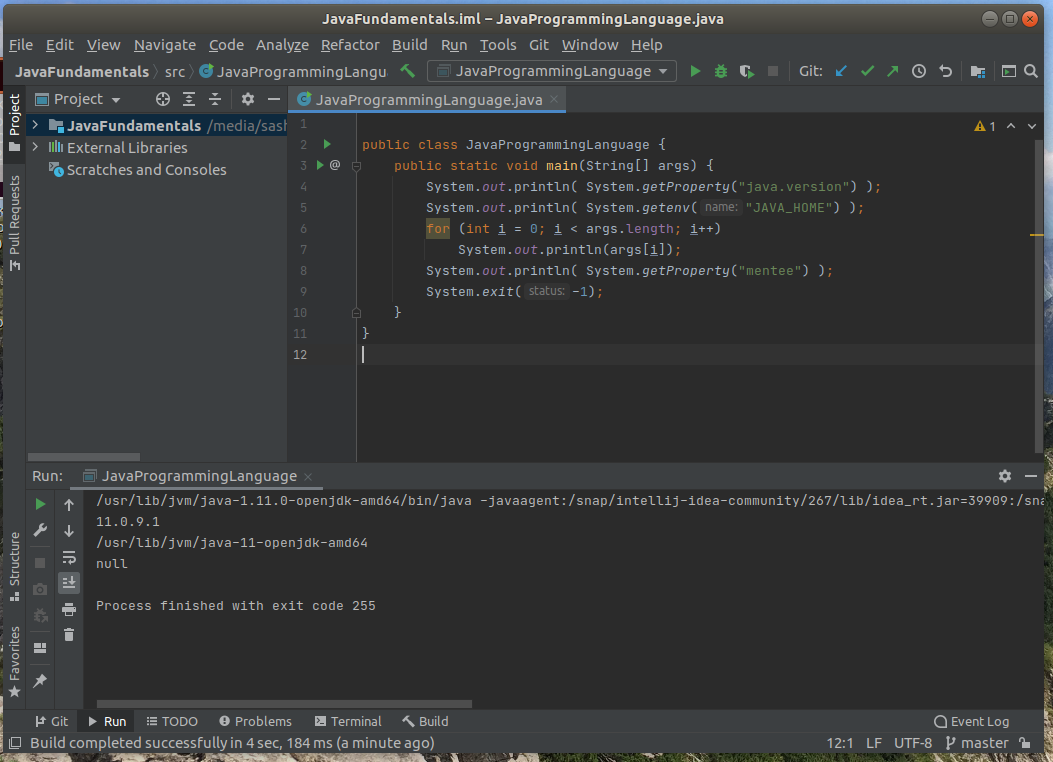 JavaFundamentals.iml – JavaProgrammingLanguage.java
File Edit View Navigate Code Analyze Refactor Build Run Tools Git Window Help
JavaFundamentals src JavaProgrammingLangu JavaProgrammingLanguage Git:
Project
Project
JavaProgrammingLanguage.java
JavaFundamentals /media/sash
External Libraries
Scratches and Consoles
Pull Requests
1
1
2 public class JavaProgrammingLanguage {
3 @ public static void main(String[] args) {
4 System.out.println( System.getProperty("java.version") );
5 System.out.println( System.getenv( name: "JAVA_HOME") );
6 for (int i = 0; i < args.length; i++)
7 System.out.println(args[i]);
8 System.out.println( System.getProperty("mentee") );
9 System.exit( status: -1);
10 }
11 }
12
Run: JavaProgrammingLanguage
/usr/lib/jvm/java-1.11.0-openjdk-amd64/bin/java -javaagent:/snap/intellij-idea-community/267/lib/idea_rt.jar=39909:/sna
11.0.9.1
/usr/lib/jvm/java-11-openjdk-amd64
null
Process finished with exit code 255
Structure
Favorites
Git Run TODO Problems Terminal Build Event Log
Build completed successfully in 4 sec, 184 ms (a minute ago) 12:1 LF UTF-8 master